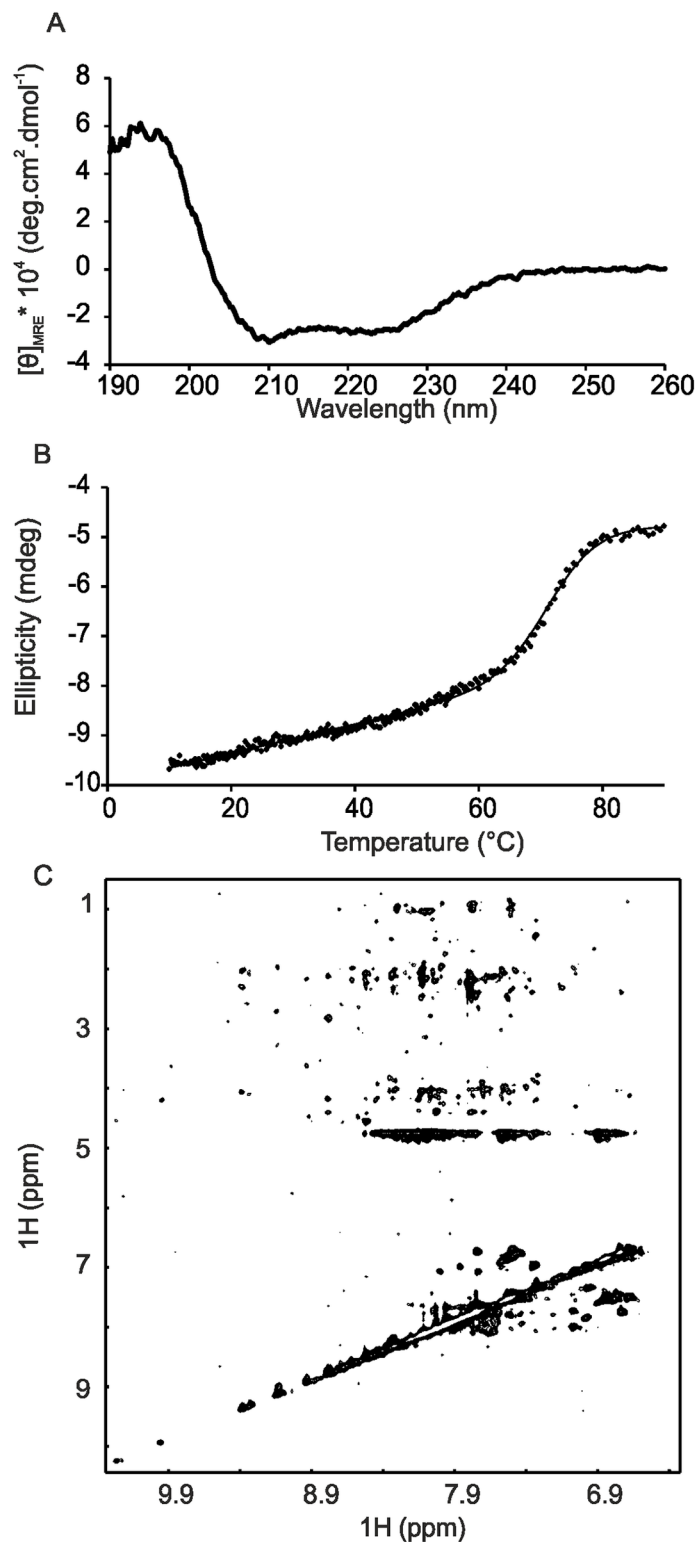 A
8
6
4
2
0
-2
-4
[θ]MRE* 10⁴ (deg.cm².dmol⁻¹)
190 200 210 220 230 240 250 260
Wavelength (nm)
B
-4
-5
-6
-7
-8
-9
-10
Ellipticity (mdeg)
0 20 40 60 80
Temperature (°C)
C
1
3
5
7
9
1H (ppm)
9.9 8.9 7.9 6.9
1H (ppm)